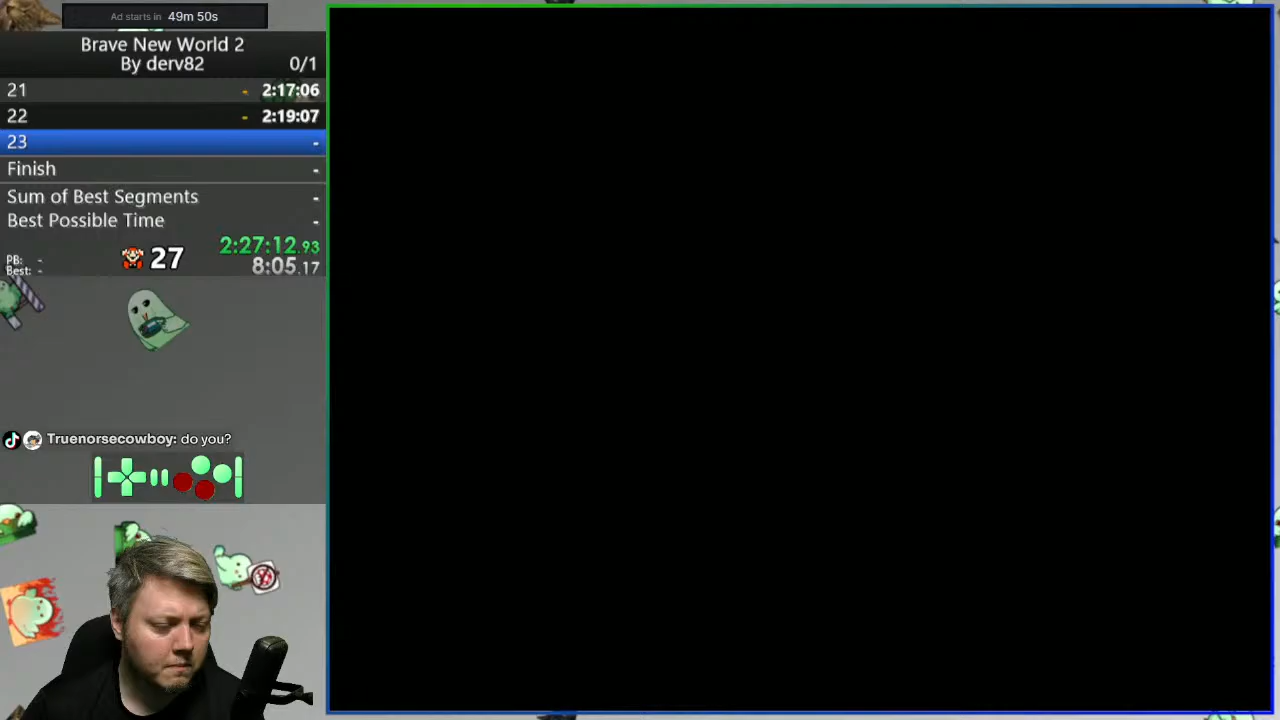 Ad starts in 49m 50s
Brave New World 2
By derv82 0/1
21 - 2:17:06
22 - 2:19:07
23 -
Finish -
Sum of Best Segments -
Best Possible Time -
PB: -
Best: -
27
2:27:12.93
8:05.17
Truenorsecowboy: do you?